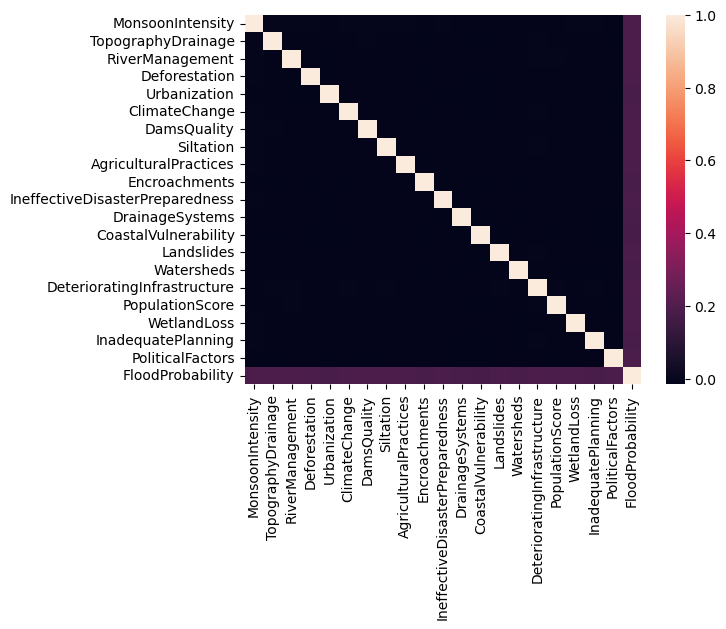 MonsoonIntensity
TopographyDrainage
RiverManagement
Deforestation
Urbanization
ClimateChange
DamsQuality
Siltation
AgriculturalPractices
Encroachments
IneffectiveDisasterPreparedness
DrainageSystems
CoastalVulnerability
Landslides
Watersheds
DeterioratingInfrastructure
PopulationScore
WetlandLoss
InadequatePlanning
PoliticalFactors
FloodProbability
MonsoonIntensity
TopographyDrainage
RiverManagement
Deforestation
Urbanization
ClimateChange
DamsQuality
Siltation
AgriculturalPractices
Encroachments
IneffectiveDisasterPreparedness
DrainageSystems
CoastalVulnerability
Landslides
Watersheds
DeterioratingInfrastructure
PopulationScore
WetlandLoss
InadequatePlanning
PoliticalFactors
FloodProbability
1.0
0.8
0.6
0.4
0.2
0.0